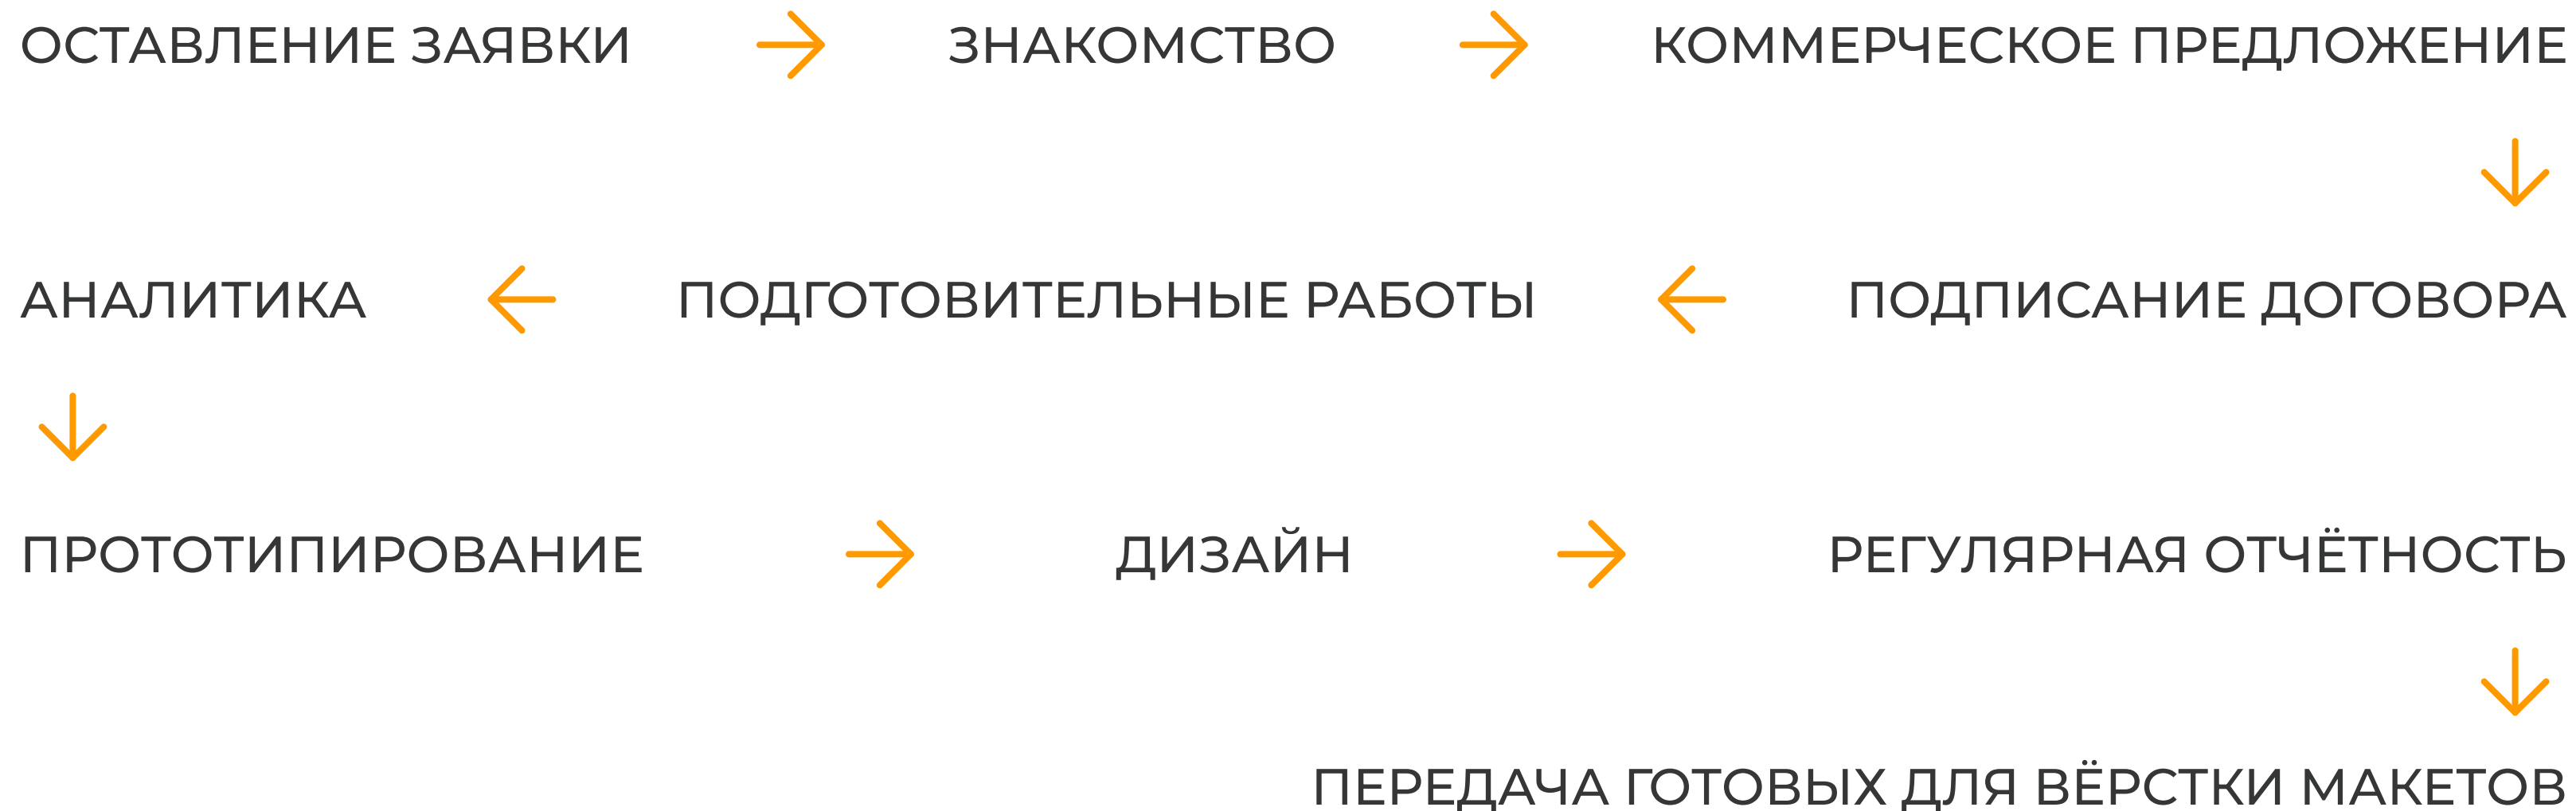 ОСТАВЛЕНИЕ ЗАЯВКИ
ЗНАКОМСТВО
КОММЕРЧЕСКОЕ ПРЕДЛОЖЕНИЕ
ПОДПИСАНИЕ ДОГОВОРА
ПОДГОТОВИТЕЛЬНЫЕ РАБОТЫ
АНАЛИТИКА
ПРОТОТИПИРОВАНИЕ
ДИЗАЙН
РЕГУЛЯРНАЯ ОТЧЁТНОСТЬ
ПЕРЕДАЧА ГОТОВЫХ ДЛЯ ВЁРСТКИ МАКЕТОВ